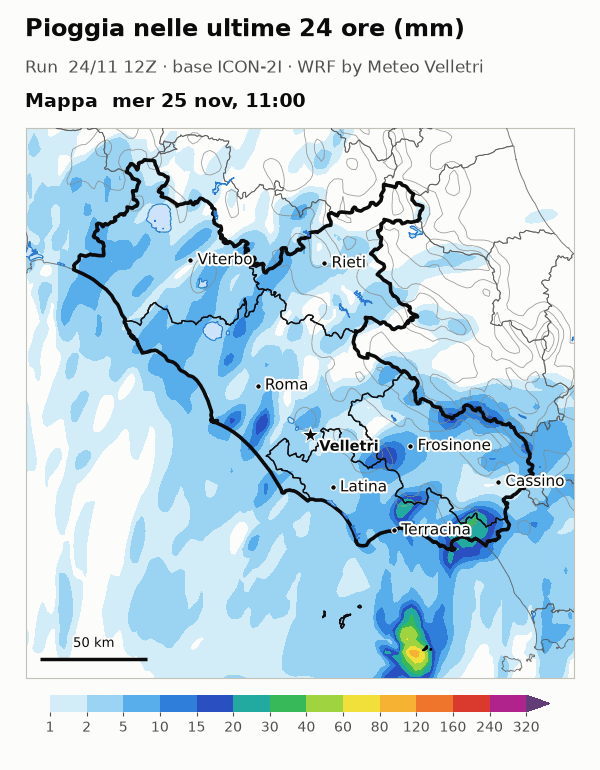 Pioggia nelle ultime 24 ore (mm)
Run 24/11 12Z · base ICON-2I · WRF by Meteo Velletri
Mappa mer 25 nov, 11:00
Viterbo
Rieti
Roma
Velletri
Frosinone
Latina
Cassino
Terracina
50 km
1 2 5 10 15 20 30 40 60 80 120 160 240 320